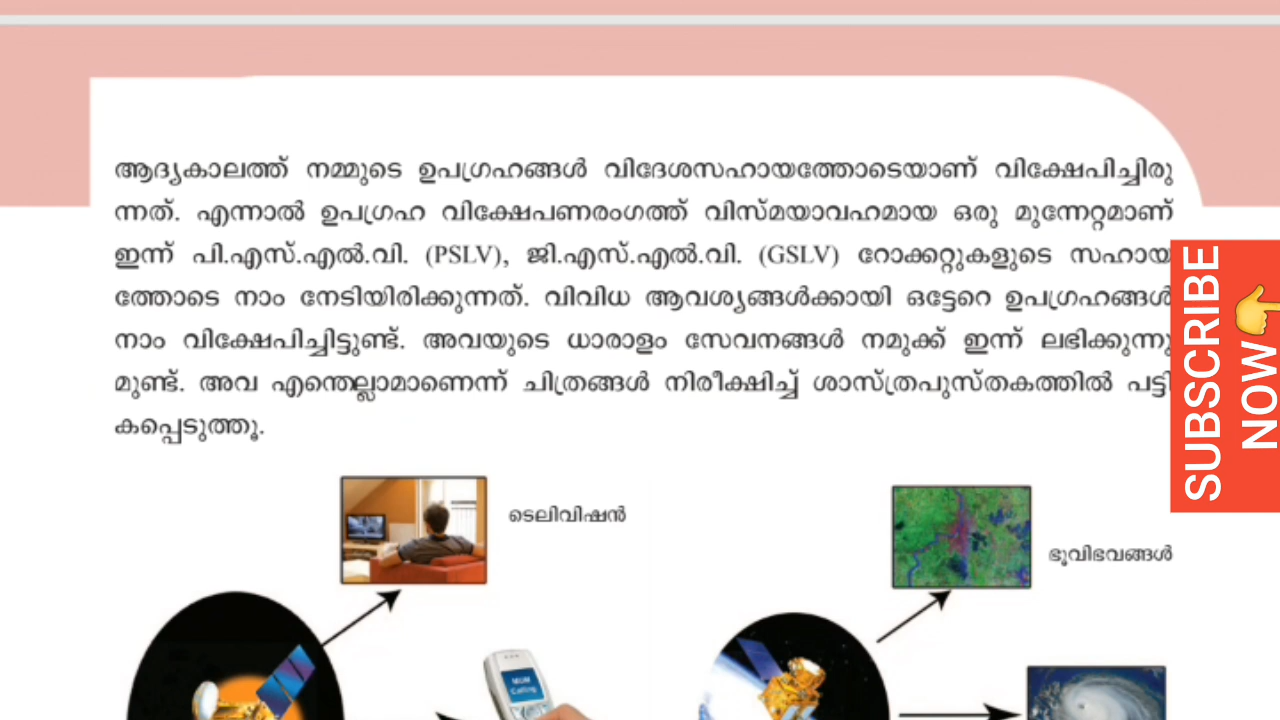 ആദ്യകാലത്ത് നമ്മുടെ ഉപഗ്രഹങ്ങൾ വിദേശസഹായത്തോടെയാണ് വിക്ഷേപിച്ചിരു
ന്നത്. എന്നാൽ ഉപഗ്രഹ വിക്ഷേപണരംഗത്ത് വിസ്മയാവഹമായ ഒരു മുന്നേറ്റമാണ്
ഇന്ന് പി.എസ്.എൽ.വി. (PSLV), ജി.എസ്.എൽ.വി. (GSLV) റോക്കറ്റുകളുടെ സഹായ
ത്തോടെ നാം നേടിയിരിക്കുന്നത്. വിവിധ ആവശ്യങ്ങൾക്കായി ഒട്ടേറെ ഉപഗ്രഹങ്ങൾ
നാം വിക്ഷേപിച്ചിട്ടുണ്ട്. അവയുടെ ധാരാളം സേവനങ്ങൾ നമുക്ക് ഇന്ന് ലഭിക്കുന്നു
മുണ്ട്. അവ എന്തെല്ലാമാണെന്ന് ചിത്രങ്ങൾ നിരീക്ഷിച്ച് ശാസ്ത്രപുസ്തകത്തിൽ പട്ടി
കപ്പെടുത്തൂ.
ടെലിവിഷൻ
ഭൂവിഭവങ്ങൾ
MUM
Calling
SUBSCRIBE
NOW👉